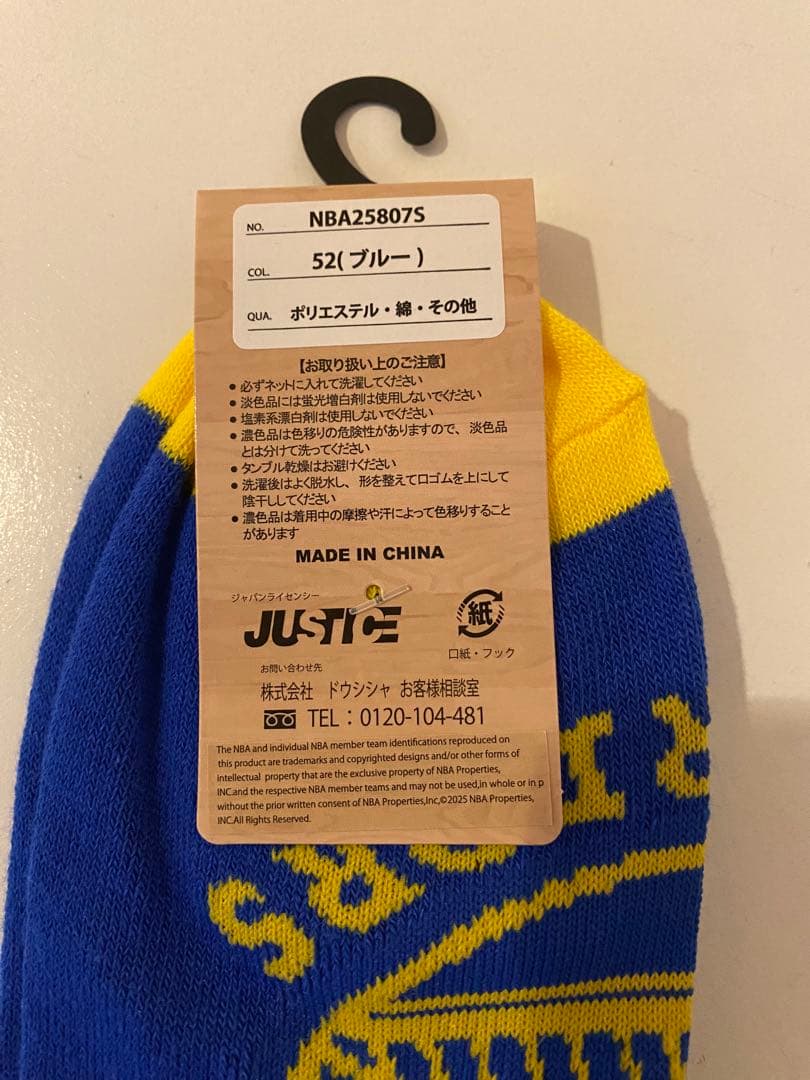 NO. NBA25807S
COL. 52(ブルー)
QUA. ポリエステル・綿・その他
【お取り扱い上のご注意】
● 必ずネットに入れて洗濯してください
● 淡色品には蛍光増白剤は使用しないでください
● 塩素系漂白剤は使用しないでください
● 濃色品は色移りの危険性がありますので、淡色品
とは分けて洗ってください
● タンブル乾燥はお避けください
● 洗濯後はよく脱水し、形を整えて口ゴムを上にして
陰干ししてください
● 濃色品は着用中の摩擦や汗によって色移りすること
があります
MADE IN CHINA
ジャパンライセンシー
JUSTICE
紙
口紙・フック
お問い合わせ先
株式会社 ドウシシャ お客様相談室
TEL：0120-104-481
The NBA and individual NBA member team identifications reproduced on
this product are trademarks and copyrighted designs and/or other forms of
intellectual property that are the exclusive property of NBA Properties,
INC.and the respective NBA member teams and may not be used,in whole or in p
without the prior written consent of NBA Properties,Inc,©2025 NBA Properties,
INC.All Rights Reserved.
RIORS